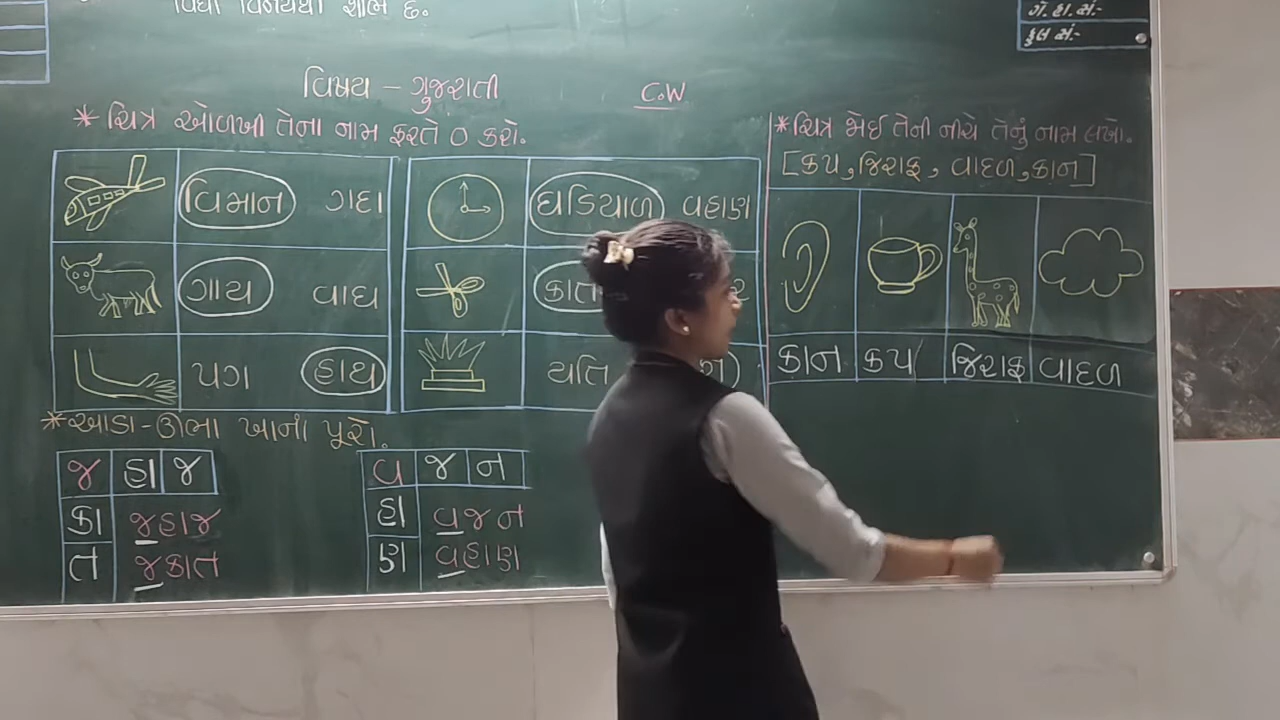 વિદ્યા વિનયથી શોભે છે.
ગે. હા. સં.-
કુલ સં.-
વિષય - ગુજરાતી
C.W
* ચિત્ર ઓળખી તેના નામ ફરતે ૦ કરો.
વિમાન ગદા
ઘડિયાળ વહાણ
ગાય વાઘ
પગ હાથ
* આડા-ઊભા ખાના પૂરો.
જ હા જ
કા જહાજ
ત જકાત
વ જ ન
હા વજન
ણ વહાણ
* ચિત્ર જોઈ તેની નીચે તેનું નામ લખો.
[કપ, જિરાફ, વાદળ, કાન]
કાન કપ જિરાફ વાદળ